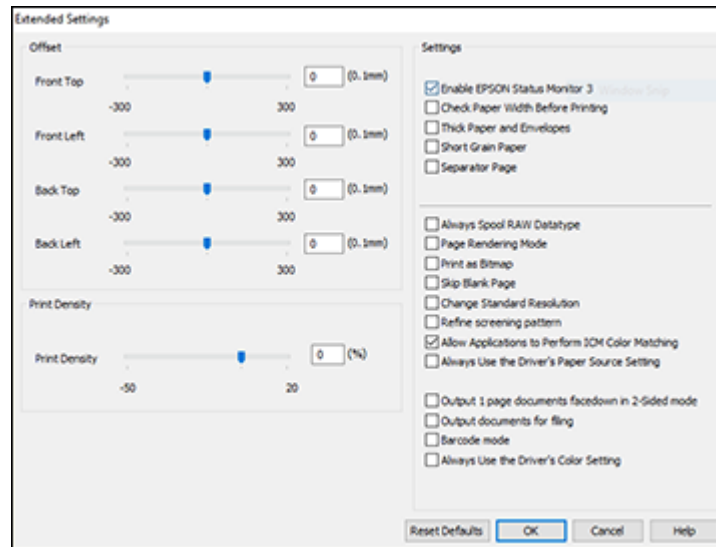 Extended Settings
Offset
Front Top
0
(0.1mm)
-300
300
Front Left
0
(0.1mm)
-300
300
Back Top
0
(0.1mm)
-300
300
Back Left
0
(0.1mm)
-300
300
Print Density
Print Density
0
(%)
-50
20
Settings
Enable EPSON Status Monitor 3
Window Snip
Check Paper Width Before Printing
Thick Paper and Envelopes
Short Grain Paper
Separator Page
Always Spool RAW Datatype
Page Rendering Mode
Print as Bitmap
Skip Blank Page
Change Standard Resolution
Refine screening pattern
Allow Applications to Perform ICM Color Matching
Always Use the Driver's Paper Source Setting
Output 1 page documents facedown in 2-Sided mode
Output documents for filing
Barcode mode
Always Use the Driver's Color Setting
Reset Defaults
OK
Cancel
Help